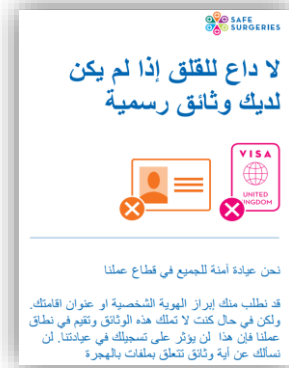 SAFE
SURGERIES
لا داع للقلق إذا لم يكن
لديك وثائق رسمية
VISA
UNITED
KINGDOM
نحن عيادة آمنة للجميع في قطاع عملنا
قد نطلب منك إبراز الهوية الشخصية او عنوان اقامتك.
ولكن في حال كنت لا تملك هذه الوثائق وتقيم في نطاق
عملنا فإن هذا لن يؤثر على تسجيلك في عيادتنا. لن
نسألك عن أية وثائق تتعلق بملفات بالهجرة